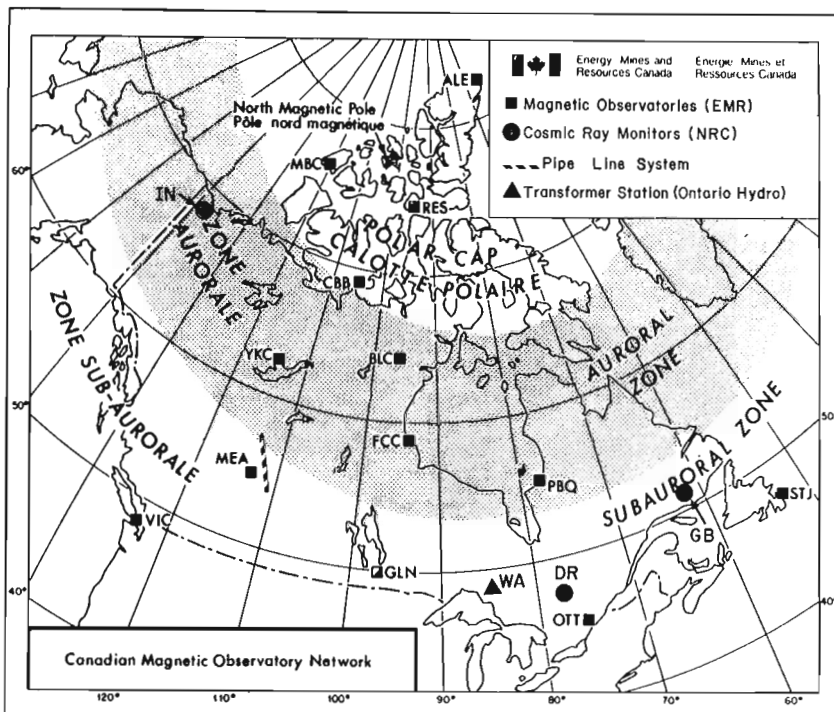 Energy Mines and
Resources Canada
Energie Mines et
Ressources Canada
Magnetic Observatories (EMR)
Cosmic Ray Monitors (NRC)
Pipe Line System
Transformer Station (Ontario Hydro)
ALE
North Magnetic Pole
Pôle nord magnétique
MBC
60°
IN
RES
ZONE
AURORALE
POLAR CAP
CALOTTE POLAIRE
CBB
ZONE SUB-AURORALE
YKC
BLC
AURORAL
ZONE
50°
50°
FCC
MEA
PBQ
SUBAURORAL ZONE
STJ
VIC
GB
GLN
WA
DR
40°
40°
OTT
Canadian Magnetic Observatory Network
120°
110°
100°
90°
80°
70°
60°